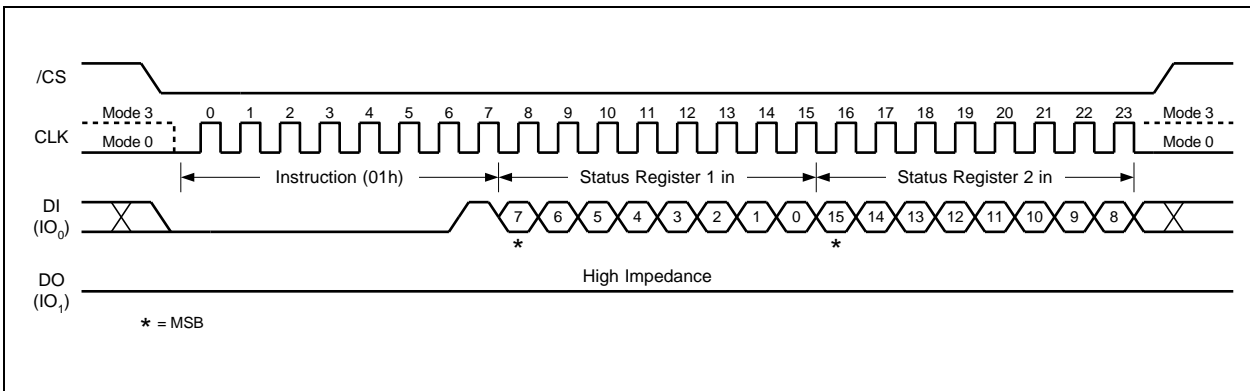 /CS
Mode 3 0 1 2 3 4 5 6 7 8 9 10 11 12 13 14 15 16 17 18 19 20 21 22 23 Mode 3
CLK Mode 0 Mode 0
Instruction (01h) Status Register 1 in Status Register 2 in
DI
(IO₀) 7 6 5 4 3 2 1 0 15 14 13 12 11 10 9 8
* *
High Impedance
DO
(IO₁)
* = MSB